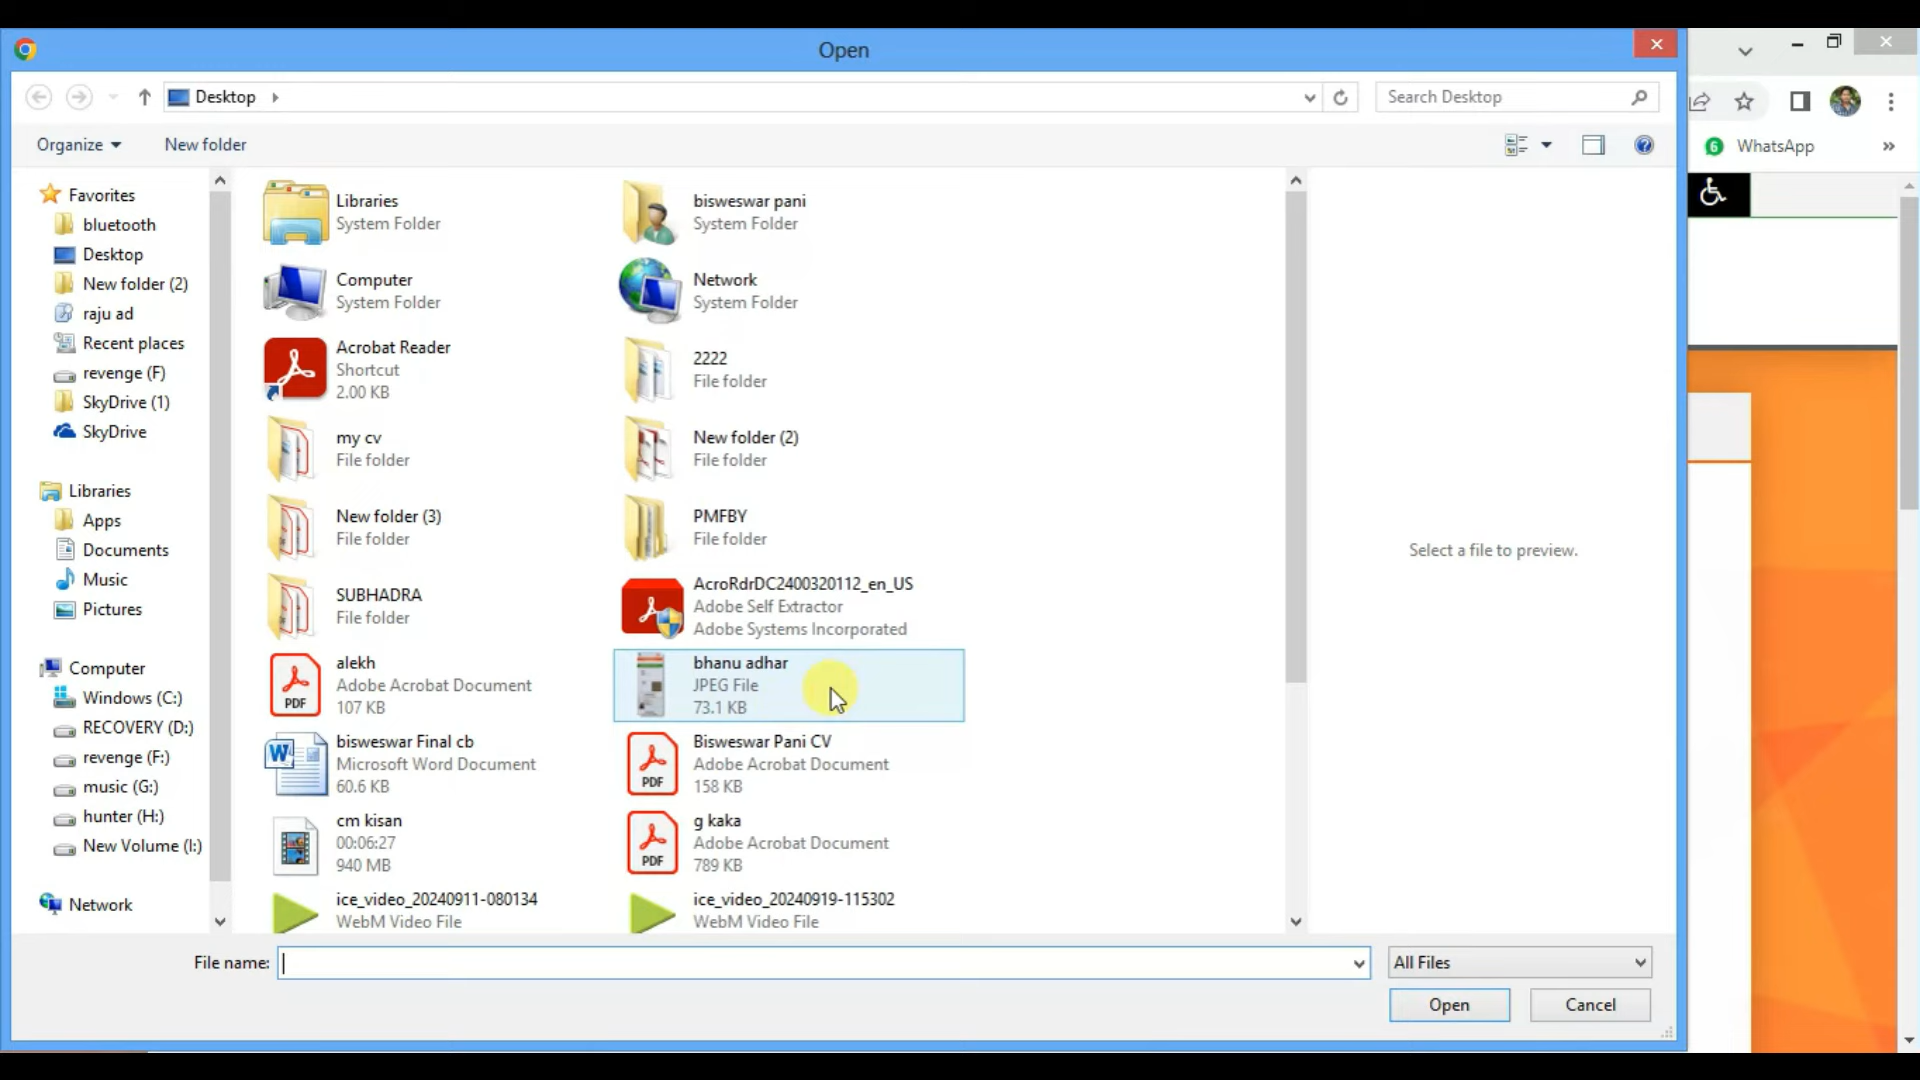 Open
Desktop
Search Desktop
Organize
New folder
6
WhatsApp
»
Favorites
bluetooth
Desktop
New folder (2)
raju ad
Recent places
revenge (F)
SkyDrive (1)
SkyDrive
Libraries
Apps
Documents
Music
Pictures
Computer
Windows (C:)
RECOVERY (D:)
revenge (F:)
music (G:)
hunter (H:)
New Volume (I:)
Network
Libraries
System Folder
bisweswar pani
System Folder
Computer
System Folder
Network
System Folder
Acrobat Reader
Shortcut
2.00 KB
2222
File folder
my cv
File folder
New folder (2)
File folder
New folder (3)
File folder
PMFBY
File folder
SUBHADRA
File folder
AcroRdrDC2400320112_en_US
Adobe Self Extractor
Adobe Systems Incorporated
PDF
alekh
Adobe Acrobat Document
107 KB
bhanu adhar
JPEG File
73.1 KB
W
bisweswar Final cb
Microsoft Word Document
60.6 KB
PDF
Bisweswar Pani CV
Adobe Acrobat Document
158 KB
cm kisan
00:06:27
940 MB
PDF
g kaka
Adobe Acrobat Document
789 KB
ice_video_20240911-080134
WebM Video File
ice_video_20240919-115302
WebM Video File
Select a file to preview.
File name:
All Files
Open
Cancel